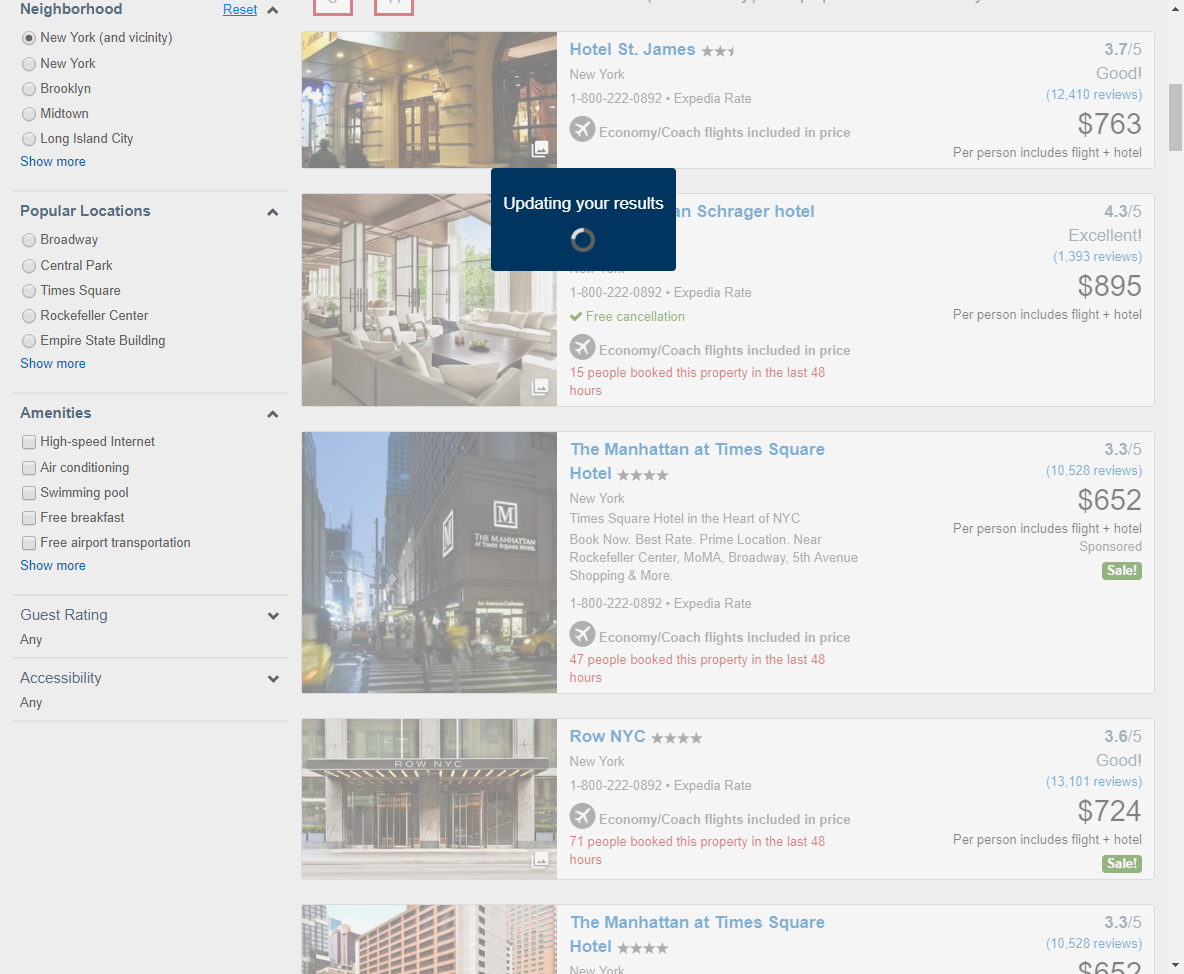 Neighborhood
Reset
New York (and vicinity)
New York
Brooklyn
Midtown
Long Island City
Show more
Popular Locations
Broadway
Central Park
Times Square
Rockefeller Center
Empire State Building
Show more
Amenities
High-speed Internet
Air conditioning
Swimming pool
Free breakfast
Free airport transportation
Show more
Guest Rating
Any
Accessibility
Any
Hotel St. James
New York
1-800-222-0892 • Expedia Rate
Economy/Coach flights included in price
3.7/5
Good!
(12,410 reviews)
$763
Per person includes flight + hotel
Updating your results
Schrager hotel
1-800-222-0892 • Expedia Rate
Free cancellation
Economy/Coach flights included in price
15 people booked this property in the last 48
hours
4.3/5
Excellent!
(1,393 reviews)
$895
Per person includes flight + hotel
M
THE MANHATTAN
AT TIMES SQUARE HOTEL
The Manhattan at Times Square
Hotel
New York
Times Square Hotel in the Heart of NYC
Book Now. Best Rate. Prime Location. Near
Rockefeller Center, MoMA, Broadway, 5th Avenue
Shopping & More.
1-800-222-0892 • Expedia Rate
Economy/Coach flights included in price
47 people booked this property in the last 48
hours
3.3/5
(10,528 reviews)
$652
Per person includes flight + hotel
Sponsored
Sale!
ROW NYC
Row NYC
New York
1-800-222-0892 • Expedia Rate
Economy/Coach flights included in price
71 people booked this property in the last 48
hours
3.6/5
Good!
(13,101 reviews)
$724
Per person includes flight + hotel
Sale!
The Manhattan at Times Square
Hotel
New York
3.3/5
(10,528 reviews)
$652